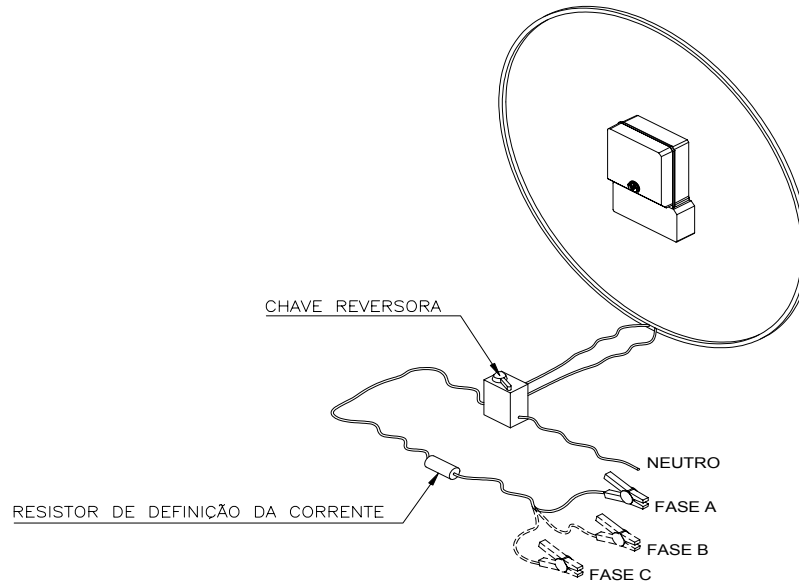 CHAVE REVERSORA
NEUTRO
FASE A
RESISTOR DE DEFINIÇÃO DA CORRENTE
FASE B
FASE C